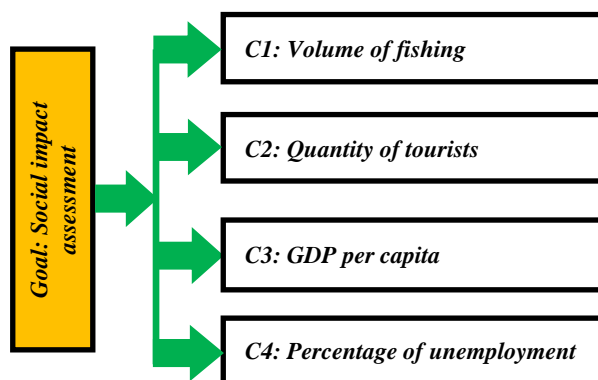 Goal: Social impact
assessment
C1: Volume of fishing
C2: Quantity of tourists
C3: GDP per capita
C4: Percentage of unemployment